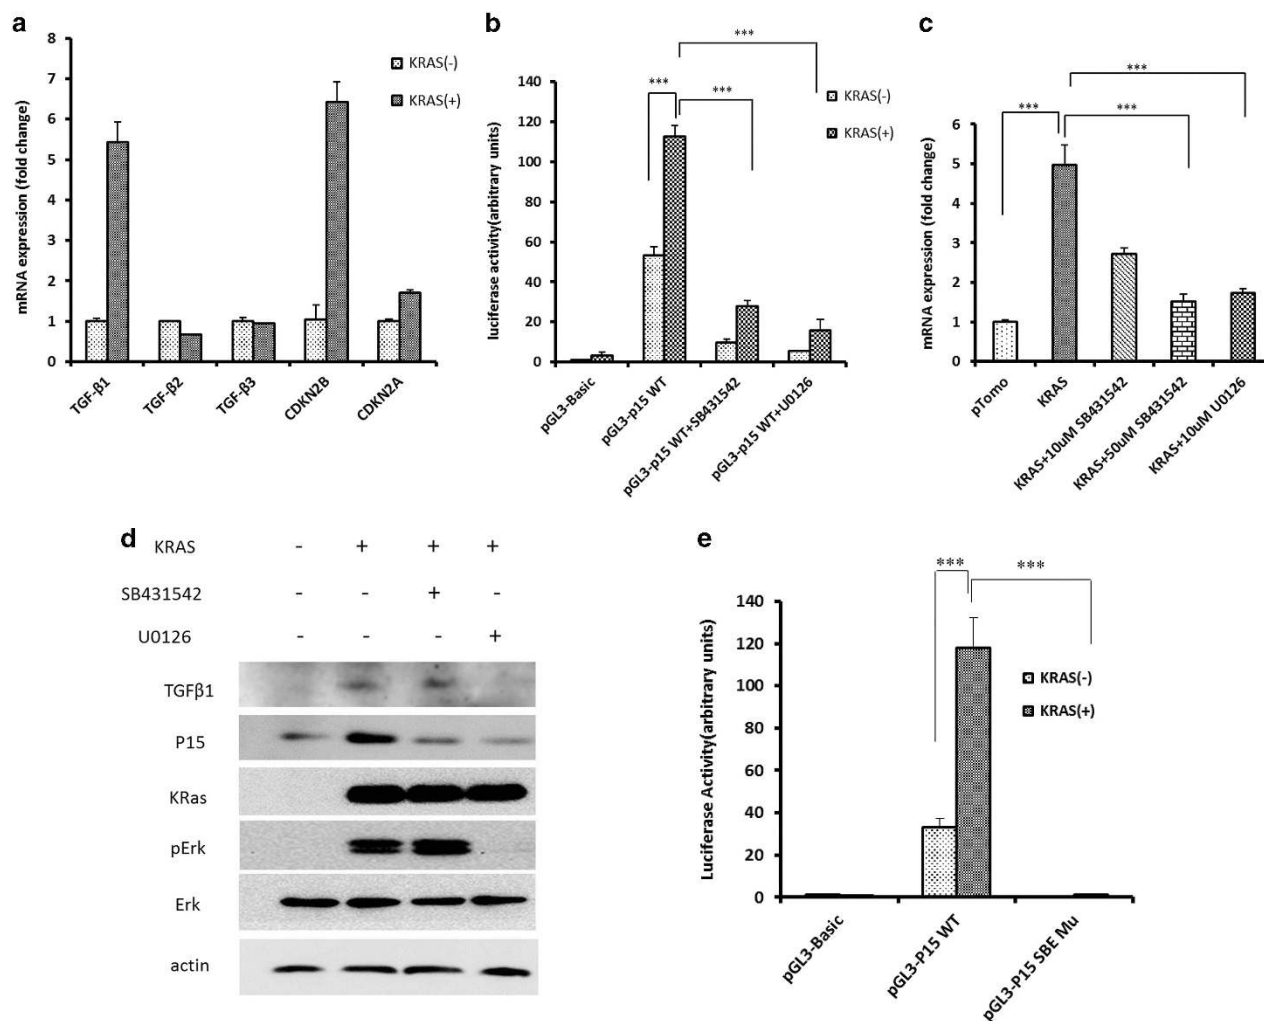 a
mRNA expression (fold change)
8
7
6
5
4
3
2
1
0
KRAS(-)
KRAS(+)
TGF-β1
TGF-β2
TGF-β3
CDKN2B
CDKN2A
b
luciferase activity(arbitrary units)
140
120
100
80
60
40
20
0
***
***
***
KRAS(-)
KRAS(+)
pGL3-Basic
pGL3-p15 WT
pGL3-p15 WT+SB431542
pGL3-p15 WT+U0126
c
mRNA expression (fold change)
6
5
4
3
2
1
0
***
***
***
pTomo
KRAS
KRAS+10uM SB431542
KRAS+50uM SB431542
KRAS+10uM U0126
d
KRAS - + + +
SB431542 - - + -
U0126 - - - +
TGFβ1
P15
KRas
pErk
Erk
actin
e
Luciferase Activity(arbitrary units)
140
120
100
80
60
40
20
0
***
***
KRAS(-)
KRAS(+)
pGL3-Basic
pGL3-P15 WT
pGL3-P15 SBE Mu